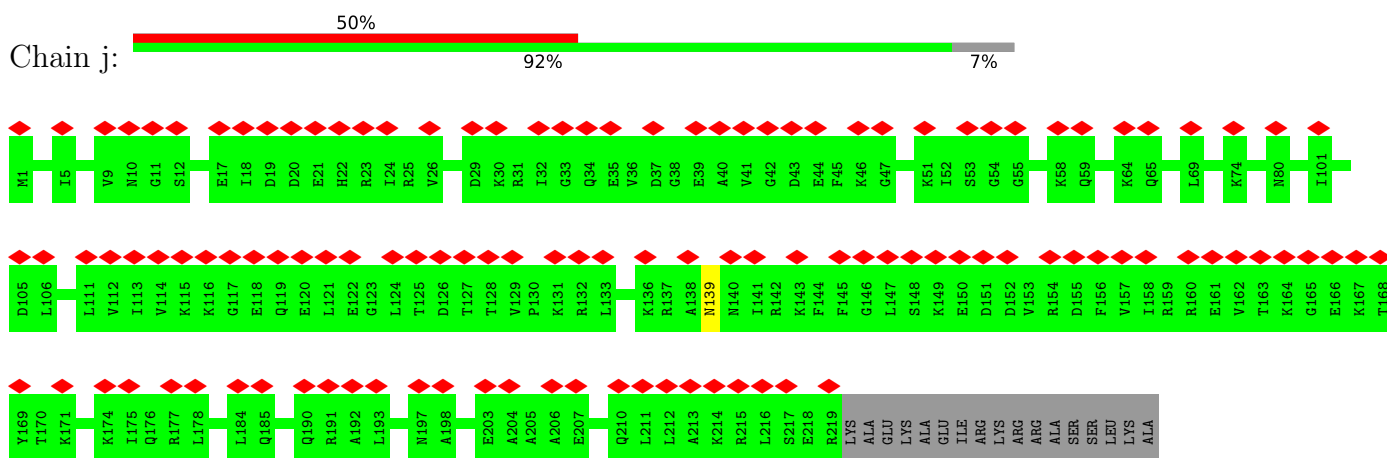 50%
Chain j:
92% 7%
M1 I5 V9 N10 G11 S12 E17 I18 D19 D20 E21 H22 R23 I24 R25 V26 D29 K30 R31 I32 G33 Q34 E35 V36 D37 G38 E39 A40 V41 G42 D43 E44 F45 K46 G47 K51 I52 S53 G54 G55 K58 Q59 K64 Q65 L69 K74 N80 I101
D105 L106 L111 V112 I113 V114 K115 K116 G117 E118 Q119 E120 L121 E122 G123 L124 T125 D126 T127 T128 V129 P130 K131 R132 L133 K136 R137 A138 N139 N140 I141 R142 K143 F144 F145 G146 L147 S148 K149 E150 D151 D152 V153 R154 D155 F156 V157 I158 R159 R160 E161 V162 T163 K164 G165 E166 K167 T168
Y169 T170 K171 K174 I175 Q176 R177 L178 L184 Q185 Q190 R191 A192 L193 N197 A198 E203 A204 A205 A206 E207 Q210 L211 L212 A213 K214 R215 L216 S217 E218 R219 LYS ALA GLU LYS ALA GLU ILE ARG LYS ARG ARG ALA SER SER LEU LYS ALA